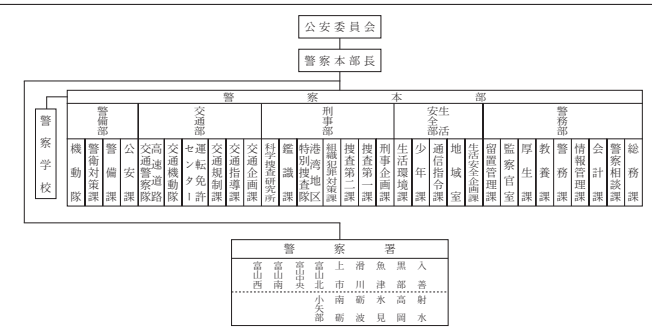 公安委員会
警察本部長
警察本部
警務部
総務課
警察相談課
会計課
情報管理課
警務課
教養課
厚生課
監察官室
留置管理課
生活安全部
生活安全企画課
地域室
通信指令課
少年課
生活環境課
刑事部
刑事企画課
捜査第一課
捜査第二課
組織犯罪対策課
港湾地区特別捜査隊
鑑識課
科学捜査研究所
交通部
交通企画課
交通指導課
交通規制課
運転免許センター
交通機動隊
高速道路交通警察隊
警備部
公安課
警備課
警衛対策課
機動隊
警察学校
警察署
入善
黒部
魚津
滑川
上市
富山北
富山中央
富山南
富山西
射水
高岡
氷見
砺波
南砺
小矢部